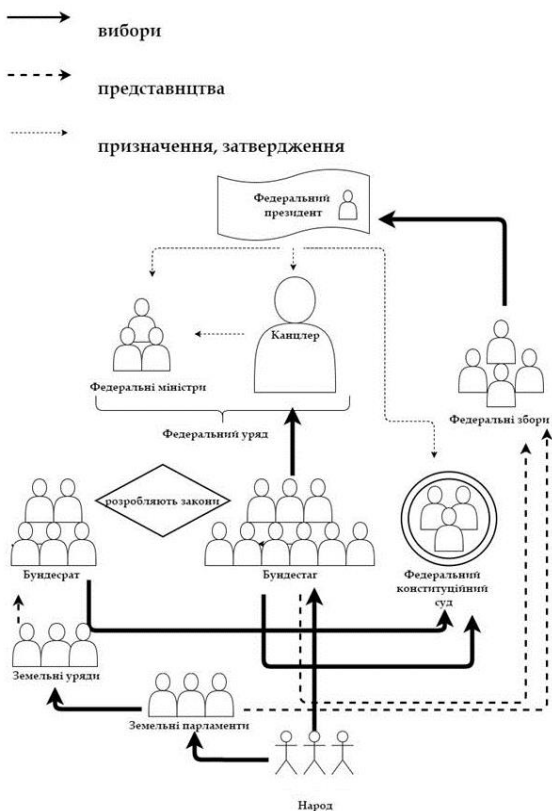 вибори
представнцтва
призначення, затвердження
Федеральний
президент
Канцлер
Федеральні міністри
Федеральні збори
Федеральний уряд
розробляють закони
Бундесрат
Бундестаг
Федеральний
конституційний
суд
Земельні уряди
Земельні парламенти
Народ